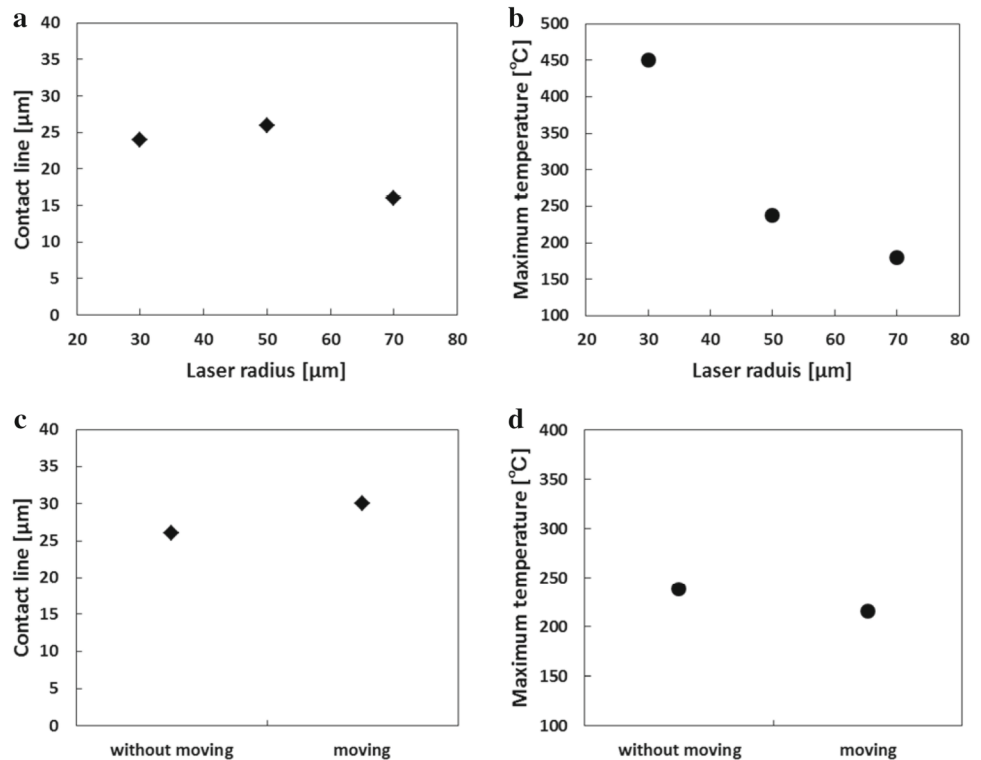 a
40
35
30
25
20
15
10
5
0
Contact line [µm]
20 30 40 50 60 70 80
Laser radius [µm]
b
500
450
400
350
300
250
200
150
100
Maximum temperature [℃]
20 30 40 50 60 70 80
Laser raduis [µm]
c
40
35
30
25
20
15
10
5
0
Contact line [µm]
without moving moving
d
400
350
300
250
200
150
100
Maximum temperature [℃]
without moving moving